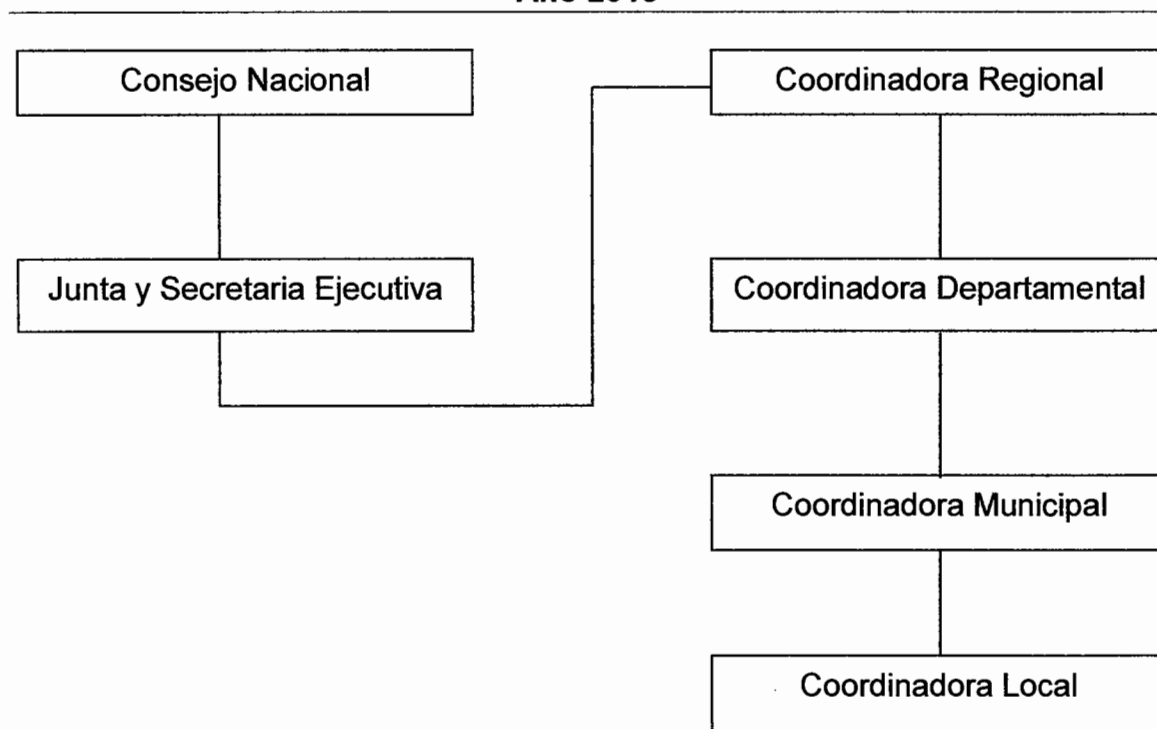 Consejo Nacional
Junta y Secretaria Ejecutiva
Coordinadora Regional
Coordinadora Departamental
Coordinadora Municipal
Coordinadora Local